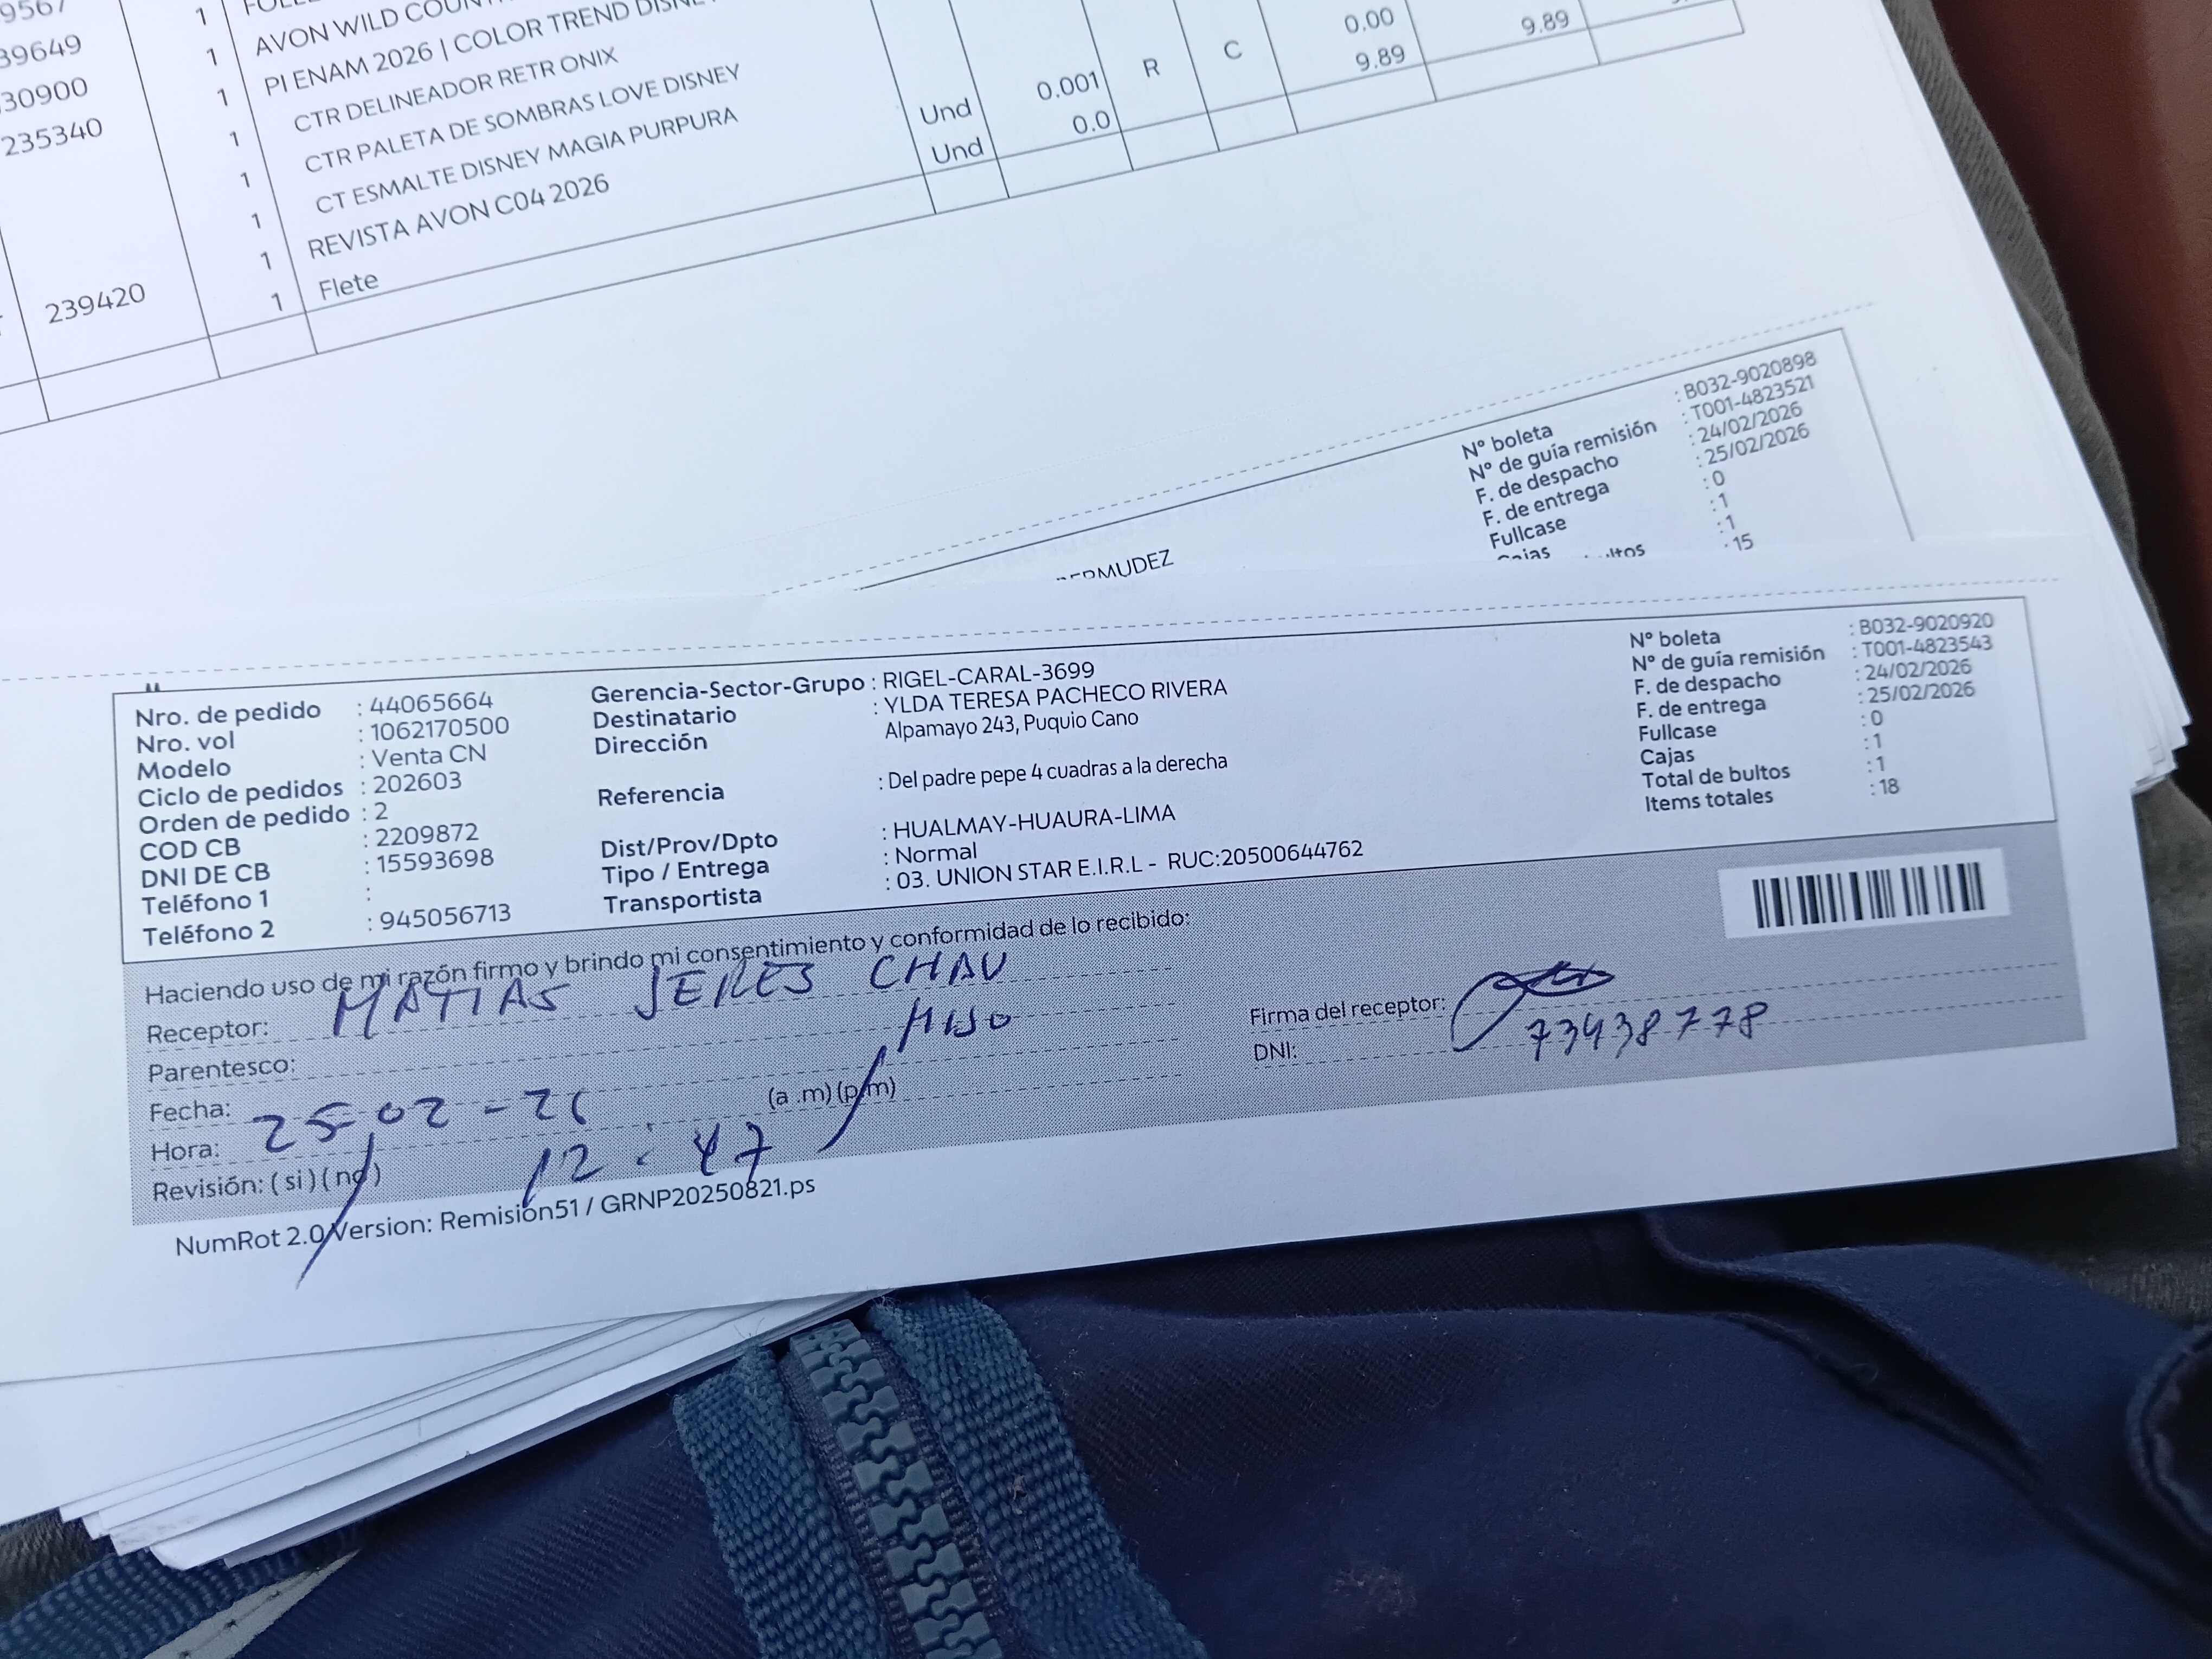 39649
30900
235340
239420
1
1 AVON WILD
1 PI ENAM 2026 | COLOR TREND
1 CTR DELINEADOR RETR ONIX
1 CTR PALETA DE SOMBRAS LOVE DISNEY
1 CT ESMALTE DISNEY MAGIA PURPURA
1 REVISTA AVON C04 2026
1 Flete
Und 0.001 R C 0.00 9.89
Und 0.0 9.89
BERMUDEZ
N° boleta : B032-9020898
N° de guía remisión : T001-4823521
F. de despacho : 24/02/2026
F. de entrega : 25/02/2026
Fullcase : 0
Cajas : 1
: 1
: 15
Nro. de pedido : 44065664
Nro. vol : 1062170500
Modelo : Venta CN
Ciclo de pedidos : 202603
Orden de pedido : 2
COD CB : 2209872
DNI DE CB : 15593698
Teléfono 1 :
Teléfono 2 : 945056713
Gerencia-Sector-Grupo : RIGEL-CARAL-3699
Destinatario : YLDA TERESA PACHECO RIVERA
Dirección Alpamayo 243, Puquio Cano
Referencia : Del padre pepe 4 cuadras a la derecha
Dist/Prov/Dpto : HUALMAY-HUAURA-LIMA
Tipo / Entrega : Normal
Transportista : 03. UNION STAR E.I.R.L - RUC:20500644762
N° boleta : B032-9020920
N° de guía remisión : T001-4823543
F. de despacho : 24/02/2026
F. de entrega : 25/02/2026
Fullcase : 0
Cajas : 1
Total de bultos : 1
Items totales : 18
Haciendo uso de mi razón firmo y brindo mi consentimiento y conformidad de lo recibido:
Receptor: MATIAS JERES CHAU
Parentesco: HIJO
Fecha: 25-02-26
Hora: 12:47 (a .m) (p.m)
Revisión: ( si ) ( no )
Firma del receptor:
DNI: 73438778
NumRot 2.0 Version: Remision51 / GRNP20250821.ps